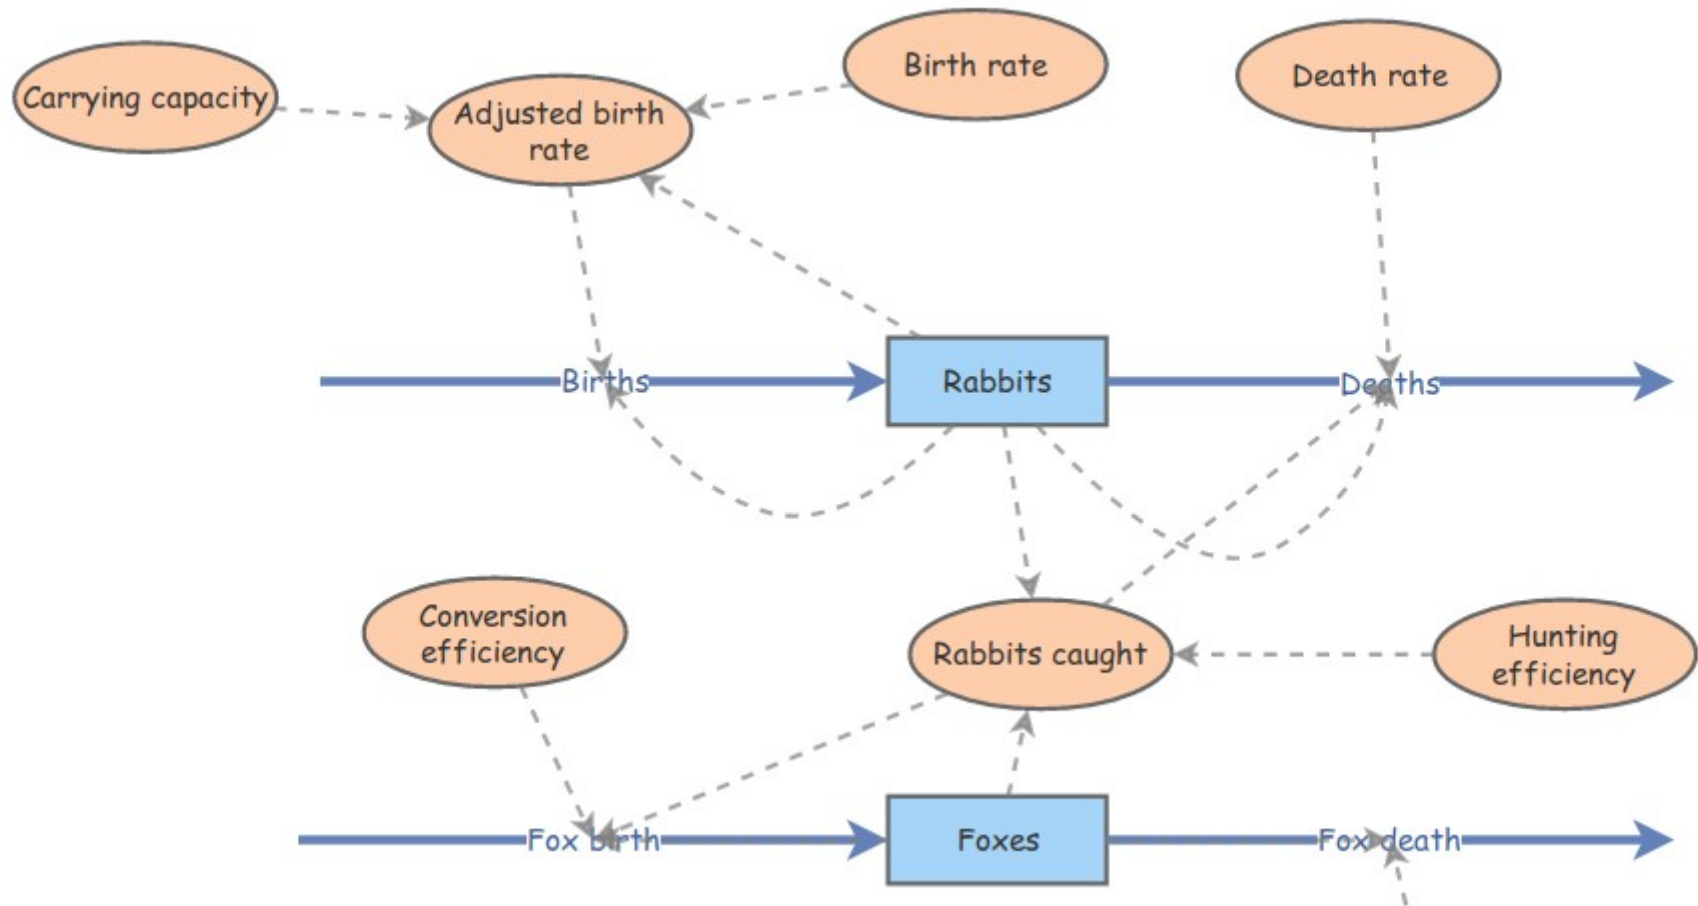 Carrying capacity
Adjusted birth
rate
Birth rate
Death rate
Births
Rabbits
Deaths
Conversion
efficiency
Rabbits caught
Hunting
efficiency
Fox birth
Foxes
Fox death